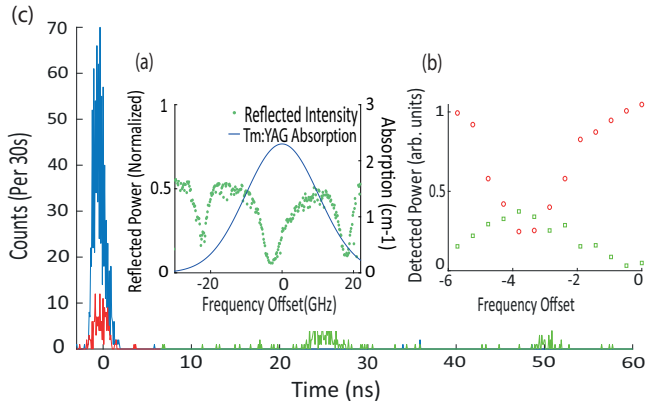 (c)
70
60
50
40
30
20
10
0
Counts (Per 30s)
0
10
20
30
40
50
60
Time (ns)
(a)
Reflected Intensity
Tm:YAG Absorption
1
0.5
0
Reflected Power (Normalized)
3
2
1
0
Absorption (cm-1)
-20
0
20
Frequency Offset(GHz)
(b)
1
0.5
Detected Power (arb. units)
-6
-4
-2
0
Frequency Offset